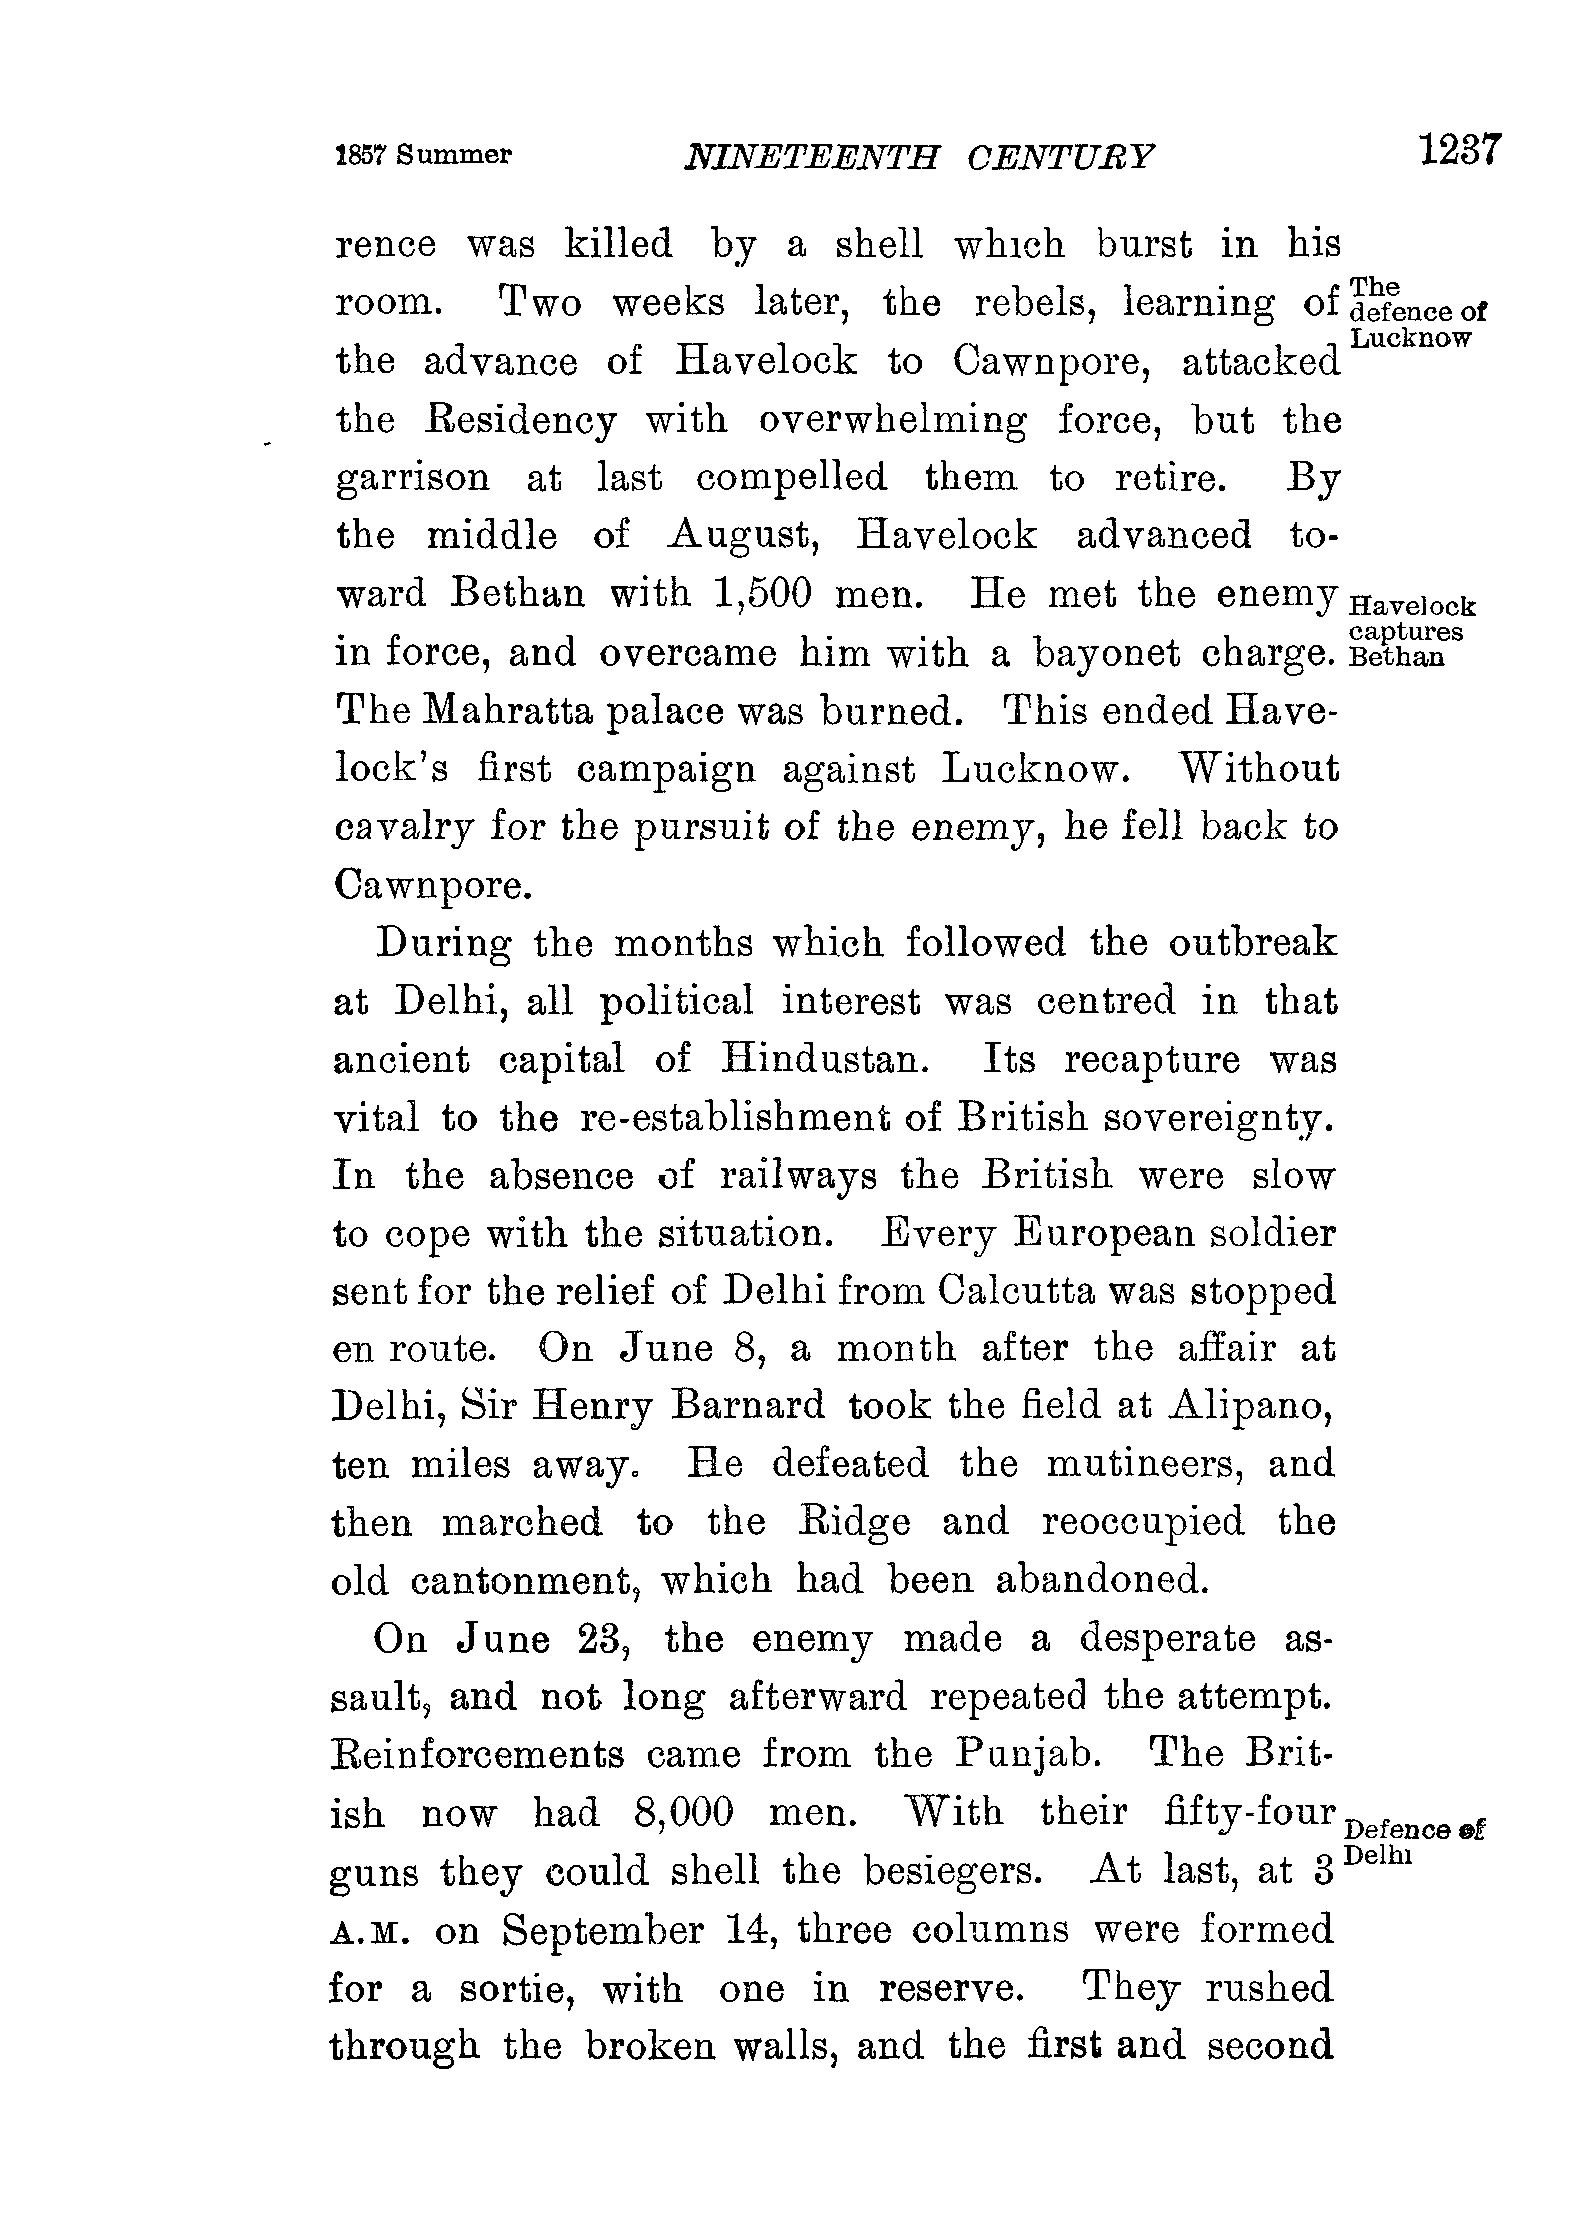 1857 Summer NINETEENTH CENTURY 1237
rence was killed by a shell which burst in his
room. Two weeks later, the rebels, learning of
The
defence of
Lucknow
the advance of Havelock to Cawnpore, attacked
the Residency with overwhelming force, but the
garrison at last compelled them to retire. By
the middle of August, Havelock advanced to-
ward Bethan with 1,500 men. He met the enemy
Havelock
captures
Bethan
in force, and overcame him with a bayonet charge.
The Mahratta palace was burned. This ended Have-
lock's first campaign against Lucknow. Without
cavalry for the pursuit of the enemy, he fell back to
Cawnpore.
During the months which followed the outbreak
at Delhi, all political interest was centred in that
ancient capital of Hindustan. Its recapture was
vital to the re-establishment of British sovereignty.
In the absence of railways the British were slow
to cope with the situation. Every European soldier
sent for the relief of Delhi from Calcutta was stopped
en route. On June 8, a month after the affair at
Delhi, Sir Henry Barnard took the field at Alipano,
ten miles away. He defeated the mutineers, and
then marched to the Ridge and reoccupied the
old cantonment, which had been abandoned.
On June 23, the enemy made a desperate as-
sault, and not long afterward repeated the attempt.
Reinforcements came from the Punjab. The Brit-
ish now had 8,000 men. With their fifty-four
Defence of
Delhi
guns they could shell the besiegers. At last, at 3
A.M. on September 14, three columns were formed
for a sortie, with one in reserve. They rushed
through the broken walls, and the first and second